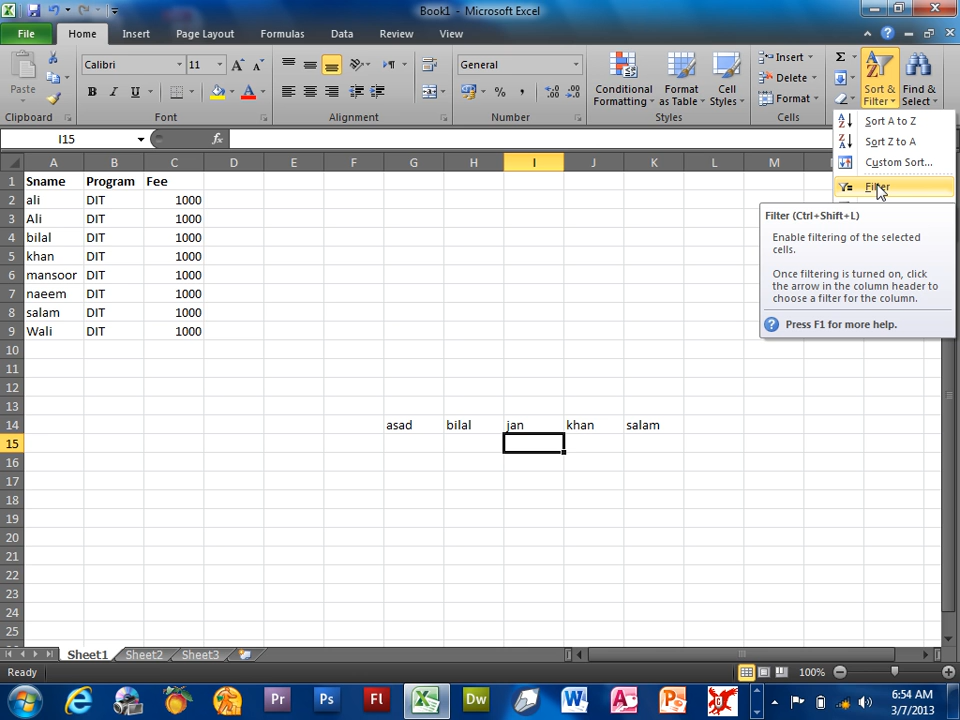 Book1 - Microsoft Excel
File Home Insert Page Layout Formulas Data Review View
Paste
Clipboard
Calibri 11
B I U
Font
Alignment
General
Number
Conditional Formatting
Format as Table
Cell Styles
Styles
Insert
Delete
Format
Cells
Sort & Filter
Find & Select
Sort A to Z
Sort Z to A
Custom Sort...
Filter
Filter (Ctrl+Shift+L)
Enable filtering of the selected
cells.
Once filtering is turned on, click
the arrow in the column header to
choose a filter for the column.
Press F1 for more help.
I15 fx
A B C D E F G H I J K L M
1 Sname Program Fee
2 ali DIT 1000
3 Ali DIT 1000
4 bilal DIT 1000
5 khan DIT 1000
6 mansoor DIT 1000
7 naeem DIT 1000
8 salam DIT 1000
9 Wali DIT 1000
10
11
12
13
14 asad bilal jan khan salam
15
16
17
18
19
20
21
22
23
24
25
Sheet1 Sheet2 Sheet3
Ready 100%
Pr Ps Fl Dw
6:54 AM
3/7/2013